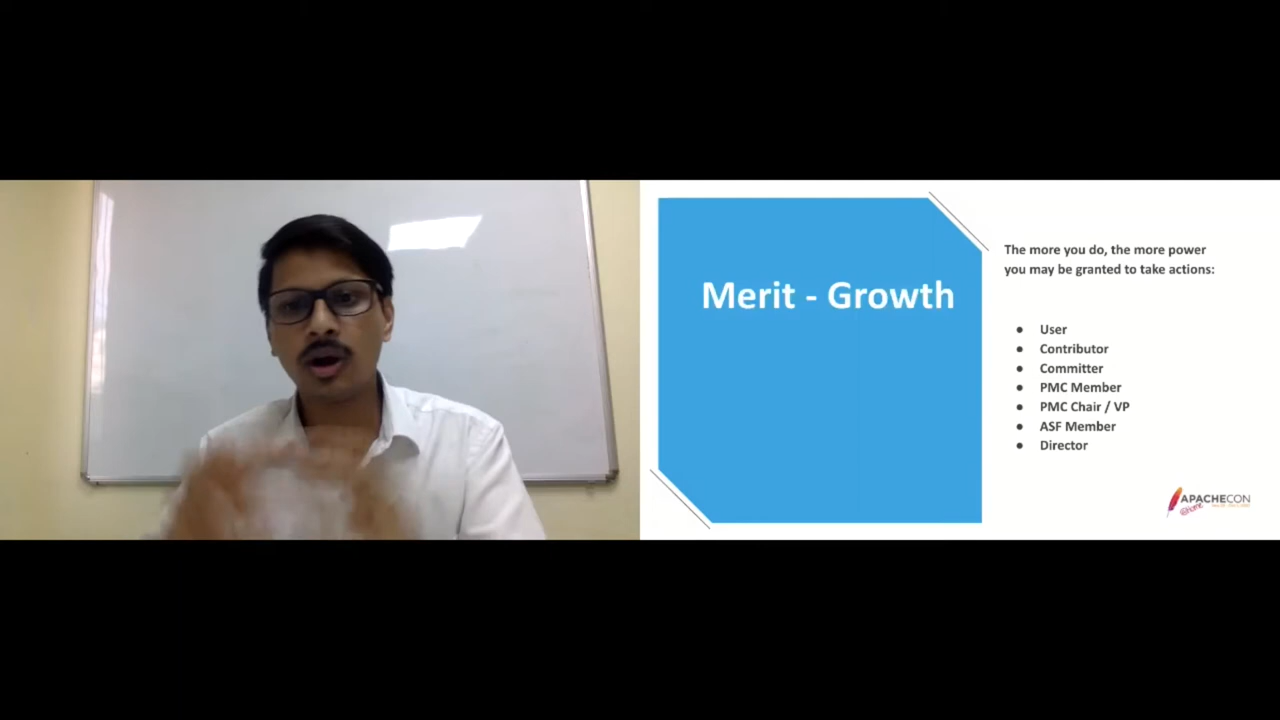 Merit - Growth
The more you do, the more power
you may be granted to take actions:
● User
● Contributor
● Committer
● PMC Member
● PMC Chair / VP
● ASF Member
● Director
APACHECON
@home